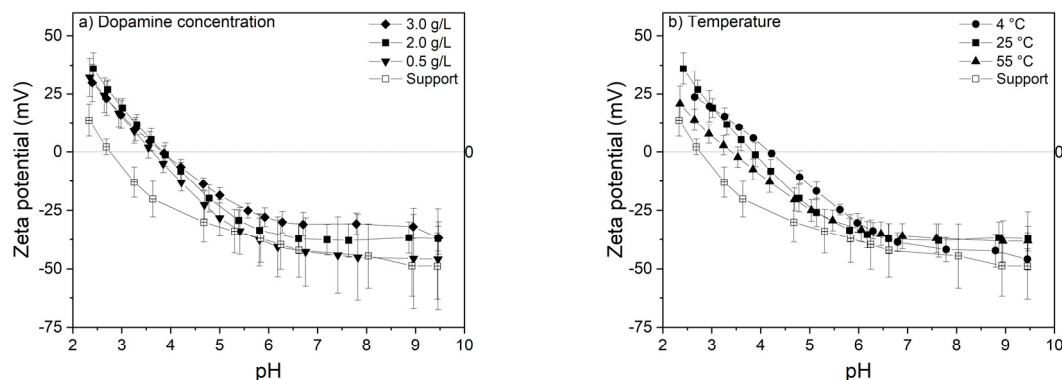 a) Dopamine concentration
3.0 g/L
2.0 g/L
0.5 g/L
Support
50
25
0
-25
-50
-75
Zeta potential (mV)
0
2 3 4 5 6 7 8 9 10
pH
b) Temperature
4 °C
25 °C
55 °C
Support
50
25
0
-25
-50
-75
Zeta potential (mV)
0
2 3 4 5 6 7 8 9 10
pH